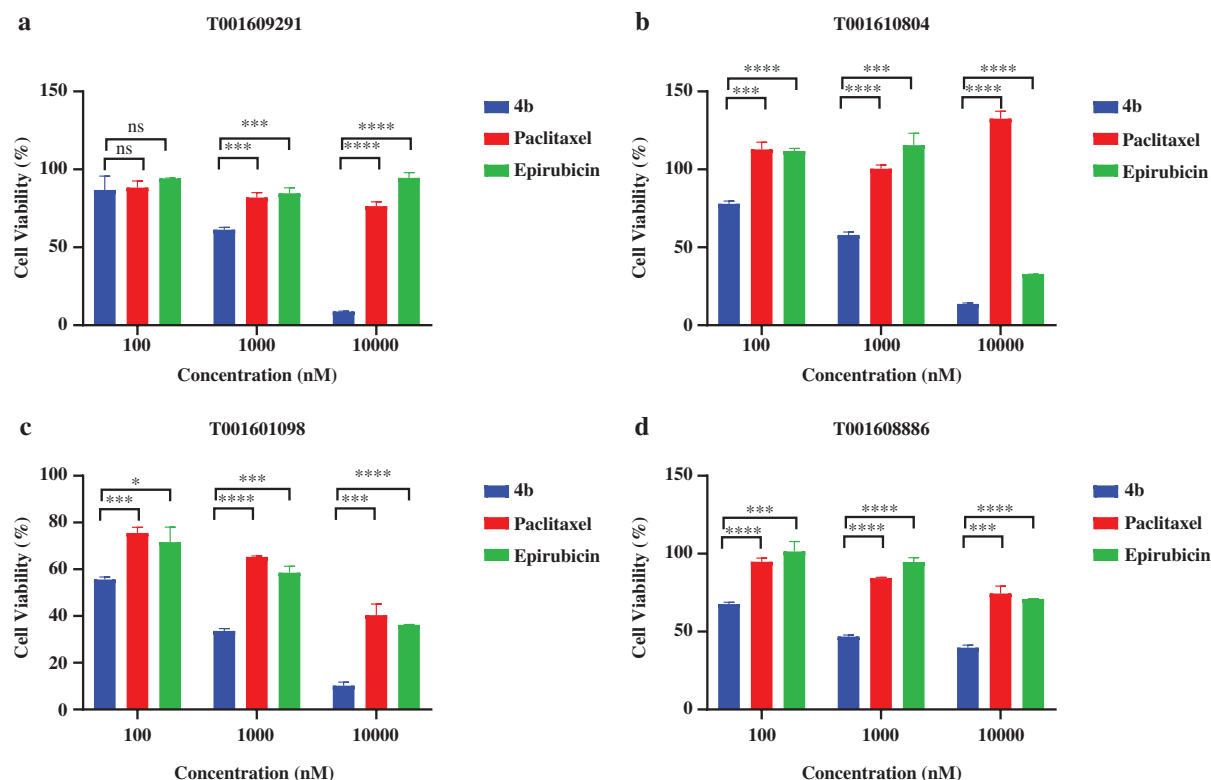 a
T001609291
150
100
50
0
Cell Viability (%)
ns
ns
***
***
****
****
100
1000
10000
Concentration (nM)
4b
Paclitaxel
Epirubicin
b
T001610804
150
100
50
0
Cell Viability (%)
****
***
***
****
****
****
100
1000
10000
Concentration (nM)
4b
Paclitaxel
Epirubicin
c
T001601098
100
80
60
40
20
0
Cell Viability (%)
*
***
***
****
****
***
100
1000
10000
Concentration (nM)
4b
Paclitaxel
Epirubicin
d
T001608886
150
100
50
0
Cell Viability (%)
***
****
****
****
****
***
100
1000
10000
Concentration (nM)
4b
Paclitaxel
Epirubicin